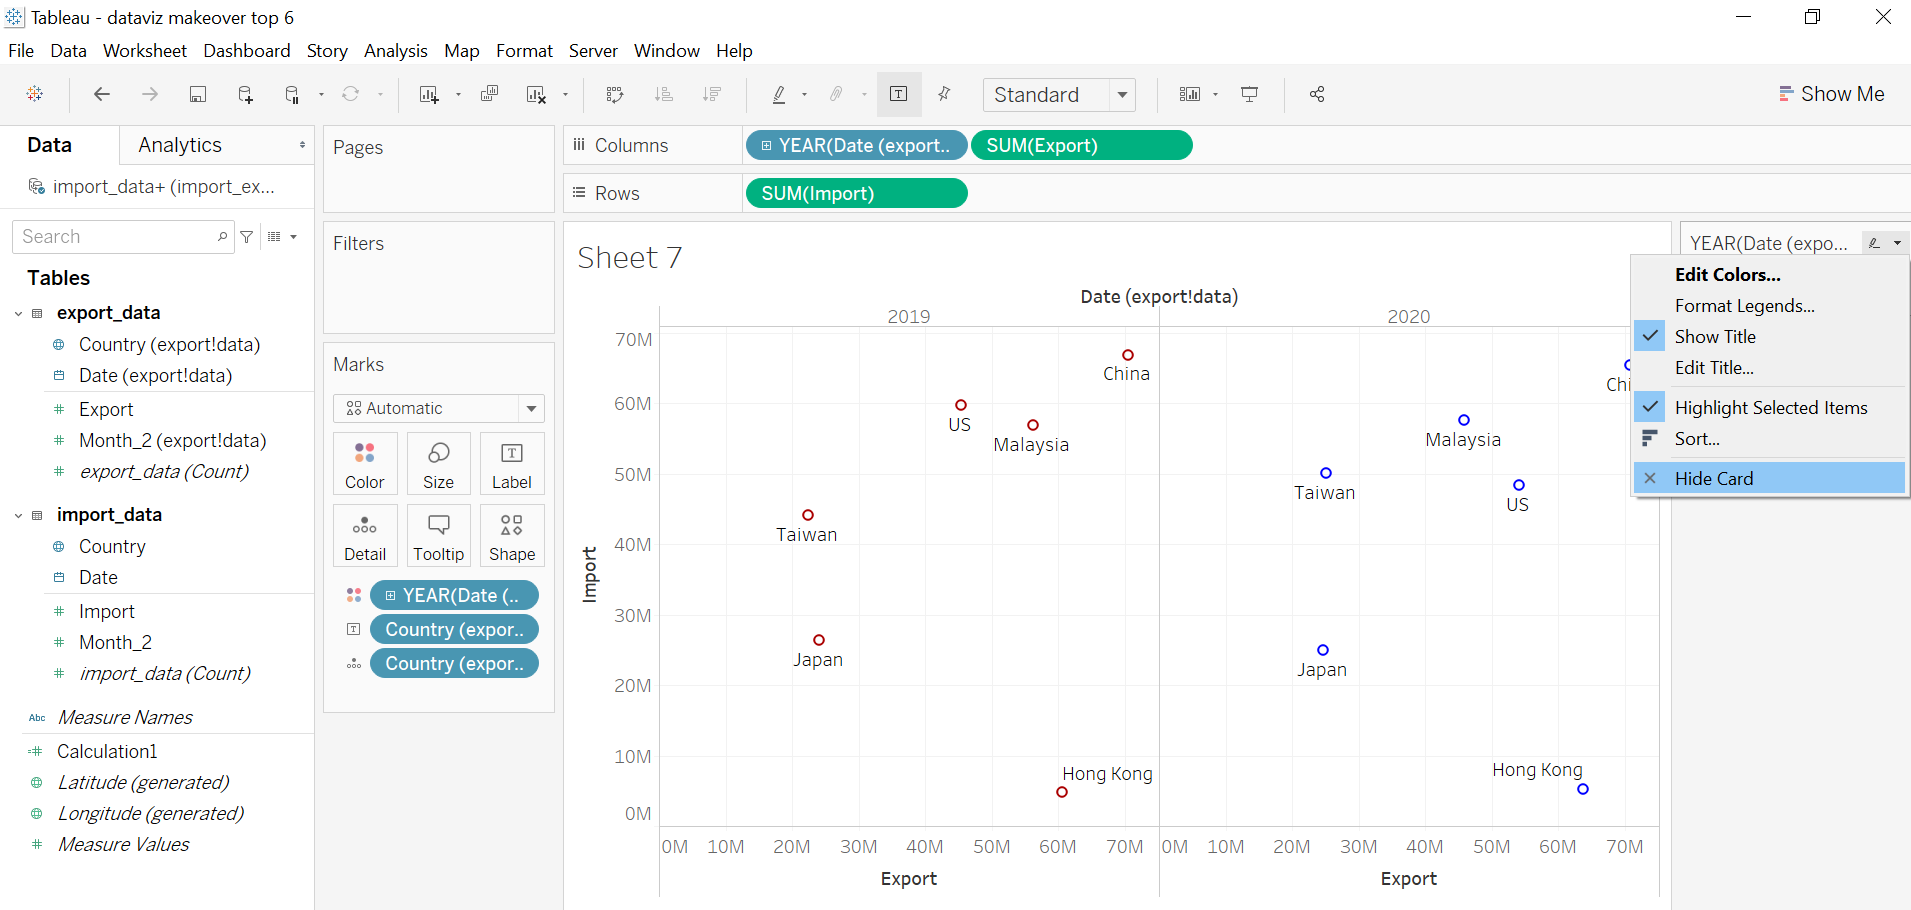 Tableau - dataviz makeover top 6
File Data Worksheet Dashboard Story Analysis Map Format Server Window Help
Standard
Show Me
Data Analytics
import_data+ (import_ex...
Search
Tables
export_data
Country (export!data)
Date (export!data)
Export
Month_2 (export!data)
export_data (Count)
import_data
Country
Date
Import
Month_2
import_data (Count)
Abc Measure Names
Calculation1
Latitude (generated)
Longitude (generated)
Measure Values
Pages
Filters
Marks
Automatic
Color Size Label
Detail Tooltip Shape
YEAR(Date (..
Country (expor..
Country (expor..
Columns YEAR(Date (export.. SUM(Export)
Rows SUM(Import)
Sheet 7
Date (export!data)
2019 2020
70M
60M
50M
40M
30M
20M
10M
0M
Import
China
US
Malaysia
Taiwan
Japan
Hong Kong
Chi
Malaysia
Taiwan
US
Japan
Hong Kong
0M 10M 20M 30M 40M 50M 60M 70M 0M 10M 20M 30M 40M 50M 60M 70M
Export Export
YEAR(Date (expo...
Edit Colors...
Format Legends...
Show Title
Edit Title...
Highlight Selected Items
Sort...
Hide Card